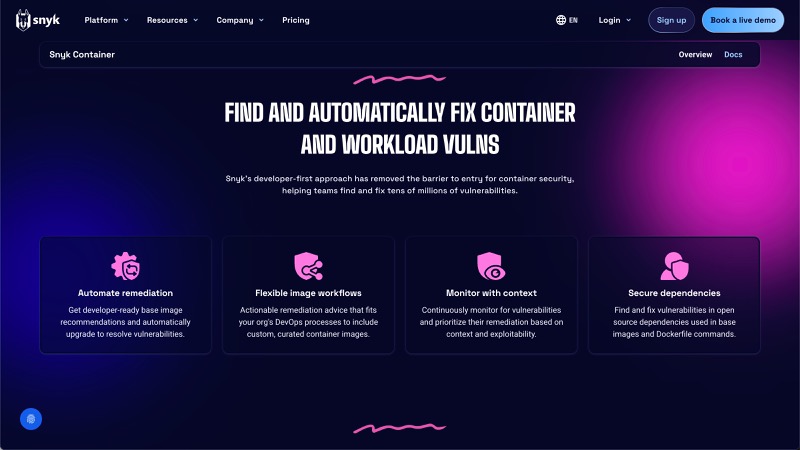 snyk
Platform
Resources
Company
Pricing
EN
Login
Sign up
Book a live demo
Snyk Container
Overview
Docs
FIND AND AUTOMATICALLY FIX CONTAINER
AND WORKLOAD VULNS
Snyk's developer-first approach has removed the barrier to entry for container security,
helping teams find and fix tens of millions of vulnerabilities.
Automate remediation
Get developer-ready base image
recommendations and automatically
upgrade to resolve vulnerabilities.
Flexible image workflows
Actionable remediation advice that fits
your org's DevOps processes to include
custom, curated container images.
Monitor with context
Continuously monitor for vulnerabilities
and prioritize their remediation based on
context and exploitability.
Secure dependencies
Find and fix vulnerabilities in open
source dependencies used in base
images and Dockerfile commands.